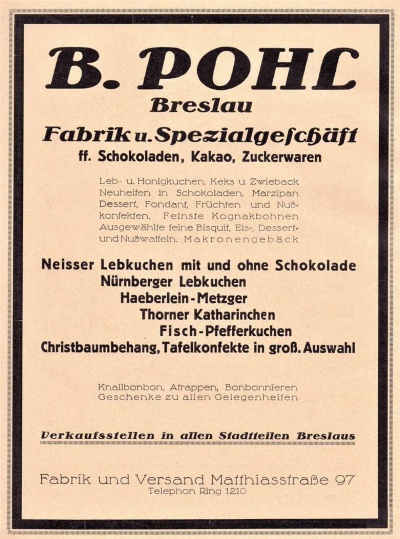 B. POHL
Breslau
Fabrik u. Spezialgeſchäft
ff. Schokoladen, Kakao, Zuckerwaren
Leb- u. Honigkuchen, Keks u. Zwieback
Neuheiten in Schokoladen, Marzipan
Dessert, Fondant, Früchten- und Nuß-
konfekten, Feinste Kognakbohnen
Ausgewählte feine Bisquit, Eis-, Dessert-
und Nußwaffeln. Makronengebäck
Neisser Lebkuchen mit und ohne Schokolade
Nürnberger Lebkuchen
Haeberlein-Metzger
Thorner Katharinchen
Fisch-Pfefferkuchen
Christbaumbehang, Tafelkonfekte in groß. Auswahl
Knallbonbon, Attrappen, Bonbonnieren
Geschenke zu allen Gelegenheiten
Verkaufsstellen in allen Stadtteilen Breslaus
Fabrik und Versand Matthiasstraße 97
Telephon Ring 1210